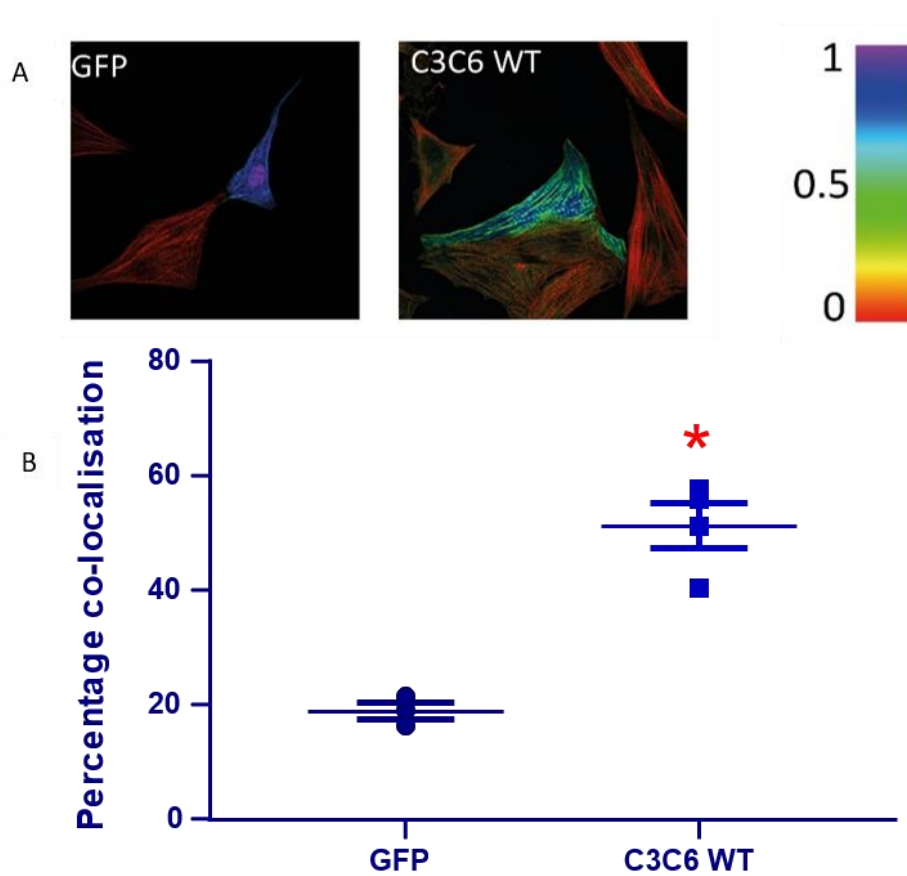 A
GFP
C3C6 WT
1
0.5
0
B
Percentage co-localisation
80
60
40
20
0
*
GFP
C3C6 WT